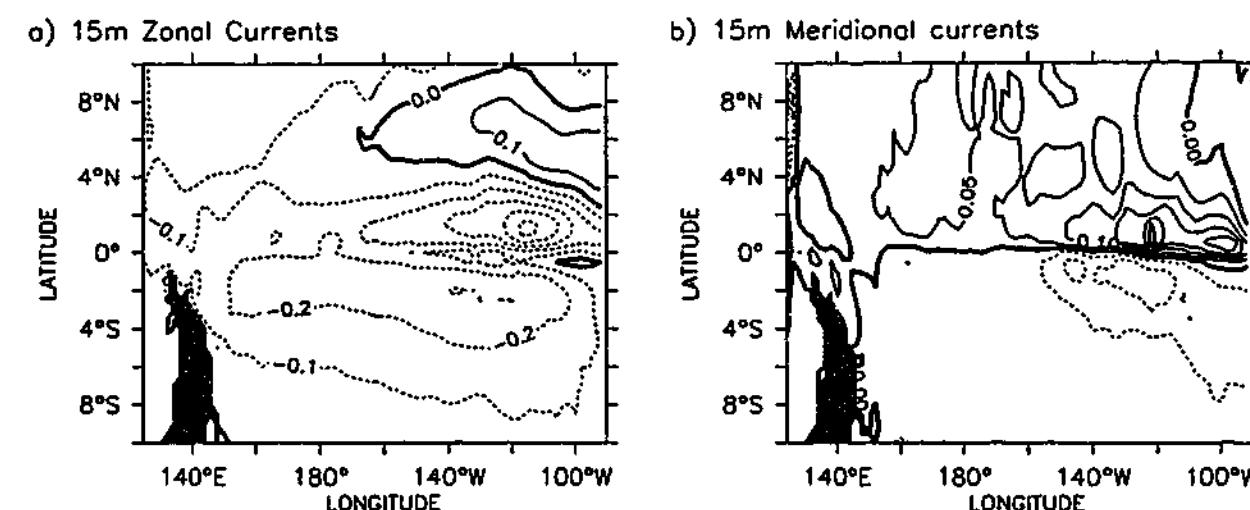 a) 15m Zonal Currents
8°N
4°N
0°
4°S
8°S
LATITUDE
0.0
0.1
-0.1
-0.2
-0.2
-0.1
140°E 180° 140°W 100°W
LONGITUDE
b) 15m Meridional currents
8°N
4°N
0°
4°S
8°S
LATITUDE
-0.00
0.05
0.10
140°E 180° 140°W 100°W
LONGITUDE